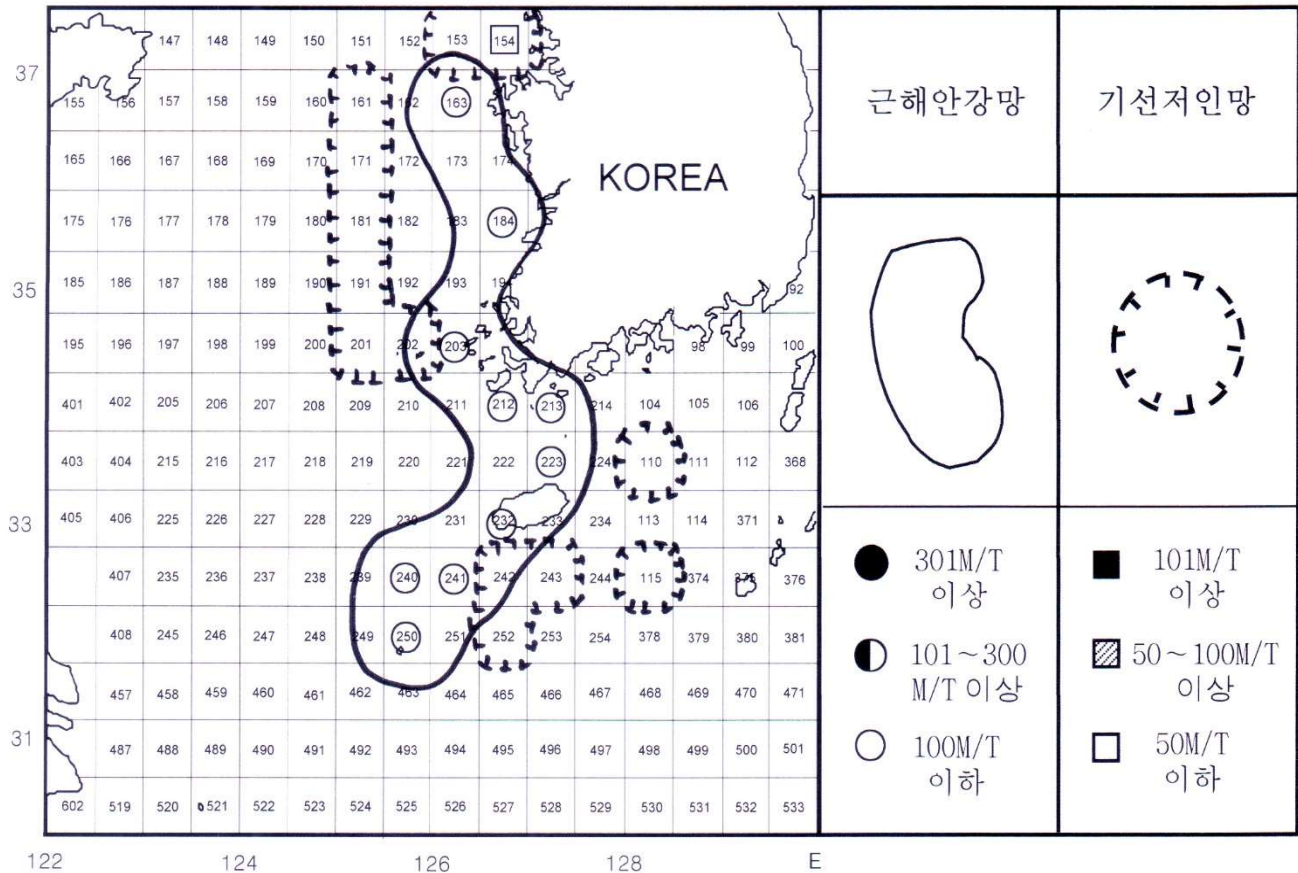 147 148 149 150 151 152 153 154
37
155 156 157 158 159 160 161 162 163
165 166 167 168 169 170 171 172 173 174
KOREA
175 176 177 178 179 180 181 182 183 184
35
185 186 187 188 189 190 191 192 193 194 92
195 196 197 198 199 200 201 202 203 98 99 100
401 402 205 206 207 208 209 210 211 212 213 214 104 105 106
403 404 215 216 217 218 219 220 221 222 223 224 110 111 112 368
33
405 406 225 226 227 228 229 230 231 232 233 234 113 114 371
407 235 236 237 238 239 240 241 242 243 244 115 374 375 376
408 245 246 247 248 249 250 251 252 253 254 378 379 380 381
457 458 459 460 461 462 463 464 465 466 467 468 469 470 471
31
487 488 489 490 491 492 493 494 495 496 497 498 499 500 501
602 519 520 521 522 523 524 525 526 527 528 529 530 531 532 533
122 124 126 128 E
근해안강망
기선저인망
301M/T
이상
101~300
M/T 이상
100M/T
이하
101M/T
이상
50~100M/T
이상
50M/T
이하